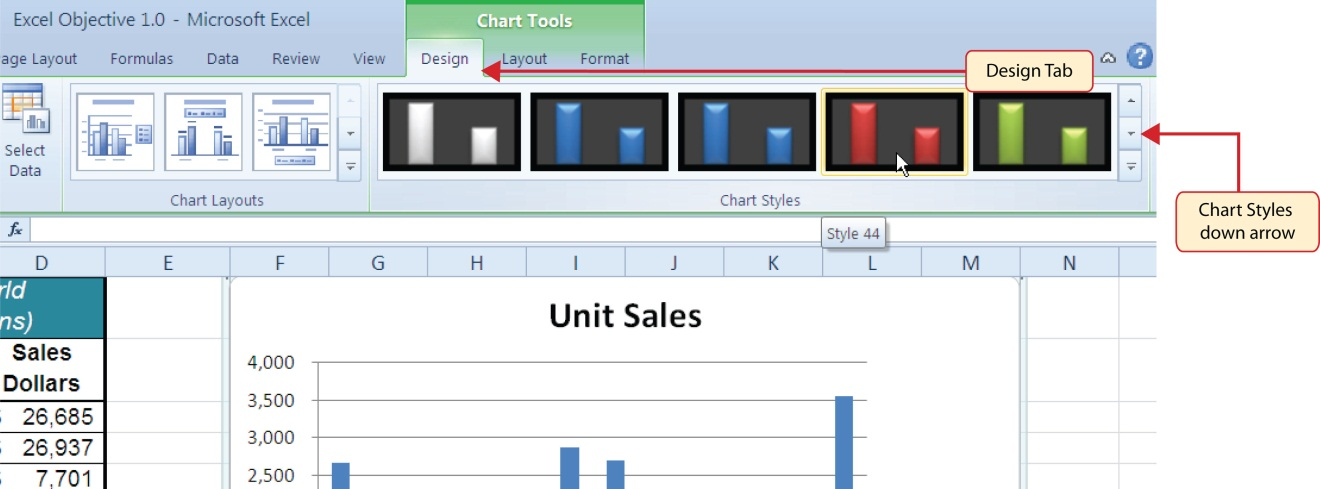 Excel Objective 1.0 - Microsoft Excel
Chart Tools
age Layout Formulas Data Review View Design Layout Format
Design Tab
Select
Data
Chart Layouts
Chart Styles
Chart Styles
down arrow
fx
Style 44
D E F G H I J K L M N
rld
ns)
Sales
Dollars
26,685
26,937
7,701
Unit Sales
4,000
3,500
3,000
2,500